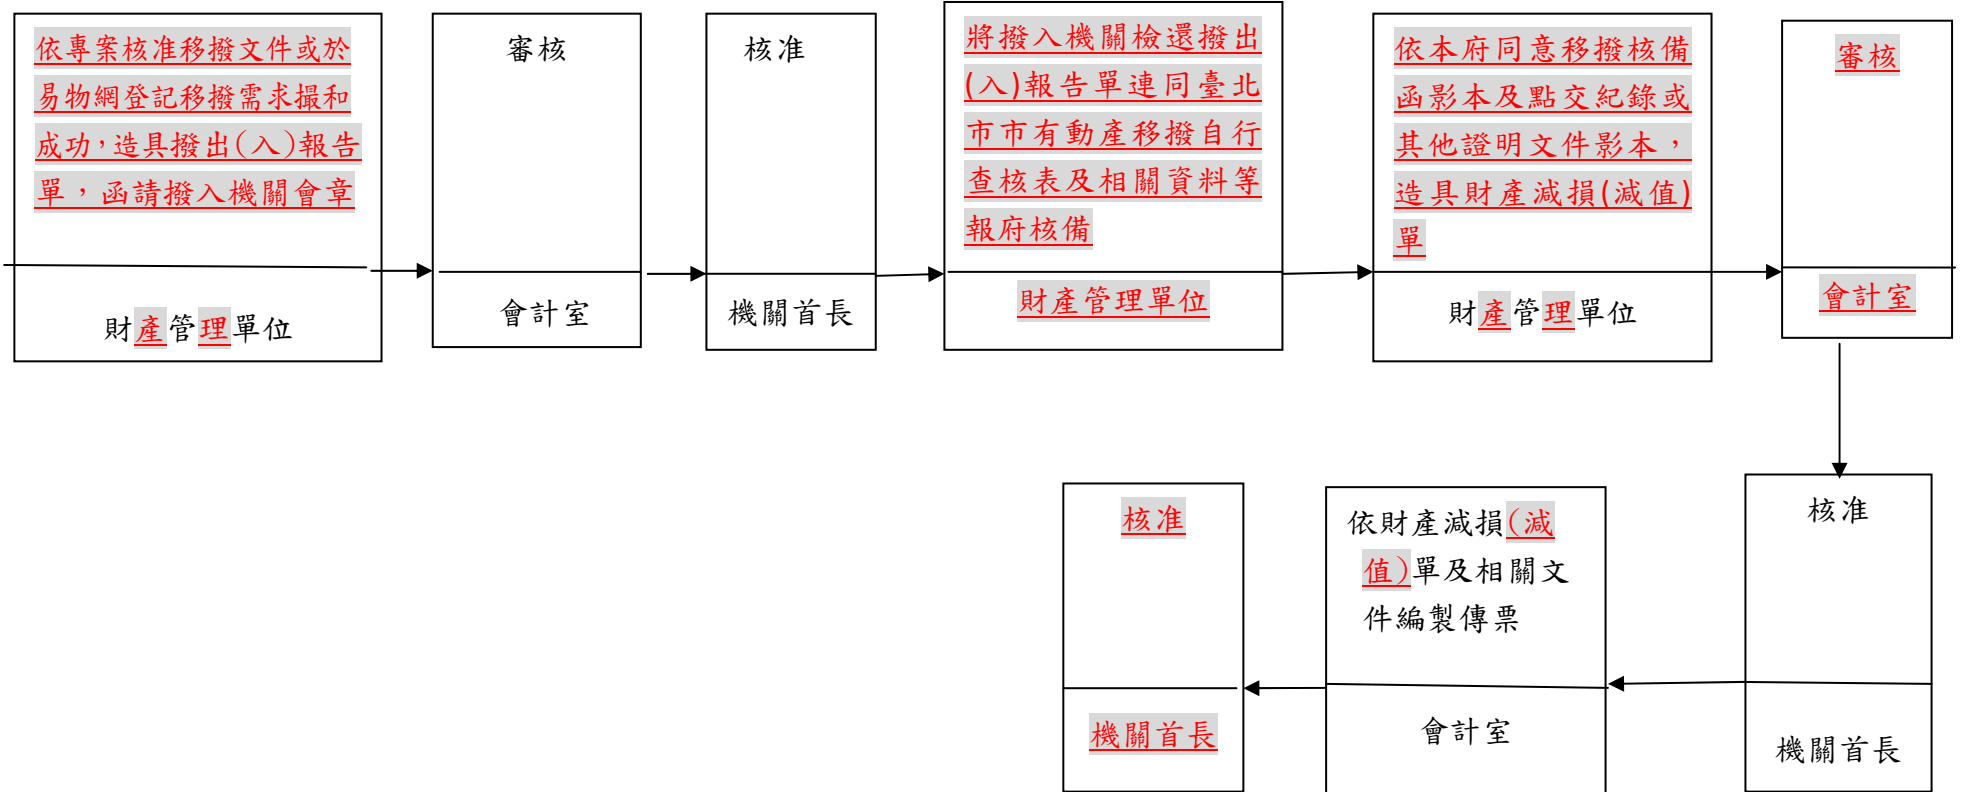 依專案核准移撥文件或於
易物網登記移撥需求撮和
成功，造具撥出(入)報告
單，函請撥入機關會章
財產管理單位
審核
會計室
核准
機關首長
將撥入機關檢還撥出
(入)報告單連同臺北
市市有動產移撥自行
查核表及相關資料等
報府核備
財產管理單位
依本府同意移撥核備
函影本及點交紀錄或
其他證明文件影本，
造具財產減損(減值)
單
財產管理單位
審核
會計室
核准
機關首長
依財產減損(減
值)單及相關文
件編製傳票
會計室
核准
機關首長